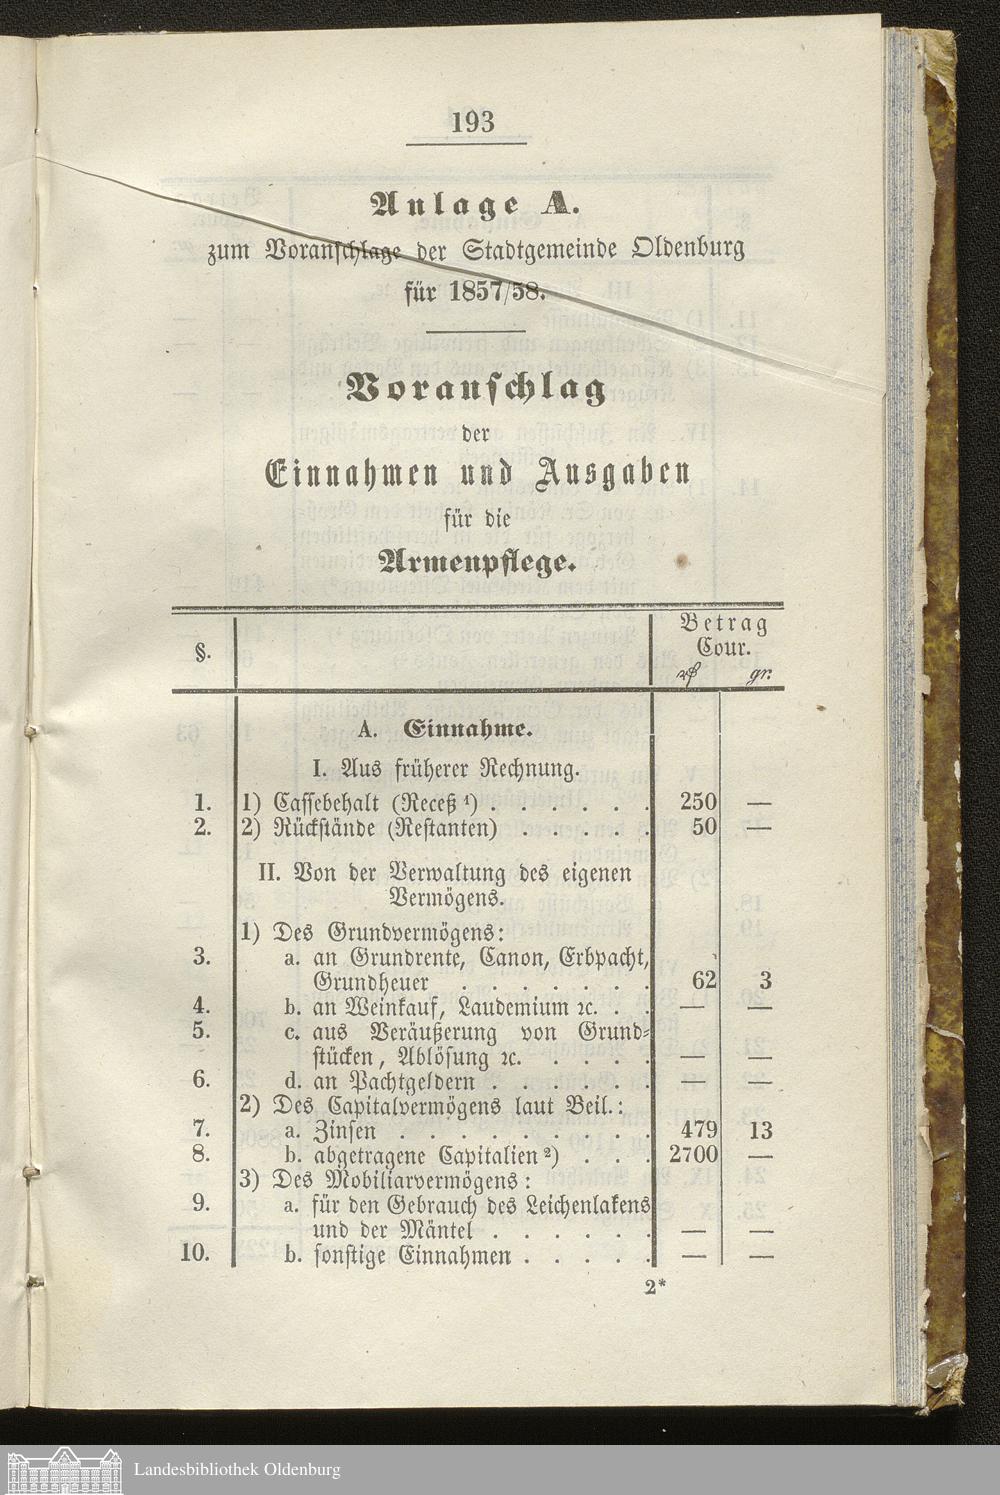 193
Anlage A.
zum Voranschlage der Stadtgemeinde Oldenburg
für 1857/58.
Voranschlag
der
Einnahmen und Ausgaben
für die
Armenpflege.
§. Betrag
Cour.
gr.
A. Einnahme.
I. Aus früherer Rechnung.
1. 1) Cassebehalt (Receß ¹) . . . . . . 250 —
2. 2) Rückstände (Restanten) . . . . . 50 —
II. Von der Verwaltung des eigenen
Vermögens.
1) Des Grundvermögens:
3. a. an Grundrente, Canon, Erbpacht,
Grundheuer . . . . . . . 62 3
4. b. an Weinkauf, Laudemium ꝛc. . . — —
5. c. aus Veräußerung von Grund-
stücken, Ablösung ꝛc. . . . . — —
6. d. an Pachtgeldern . . . . . . — —
2) Des Capitalvermögens laut Beil.:
7. a. Zinsen . . . . . . . . . 479 13
8. b. abgetragene Capitalien ²) . . . 2700 —
3) Des Mobiliarvermögens:
9. a. für den Gebrauch des Leichenlakens
und der Mäntel . . . . . . — —
10. b. sonstige Einnahmen . . . . . — —
2*
Landesbibliothek Oldenburg